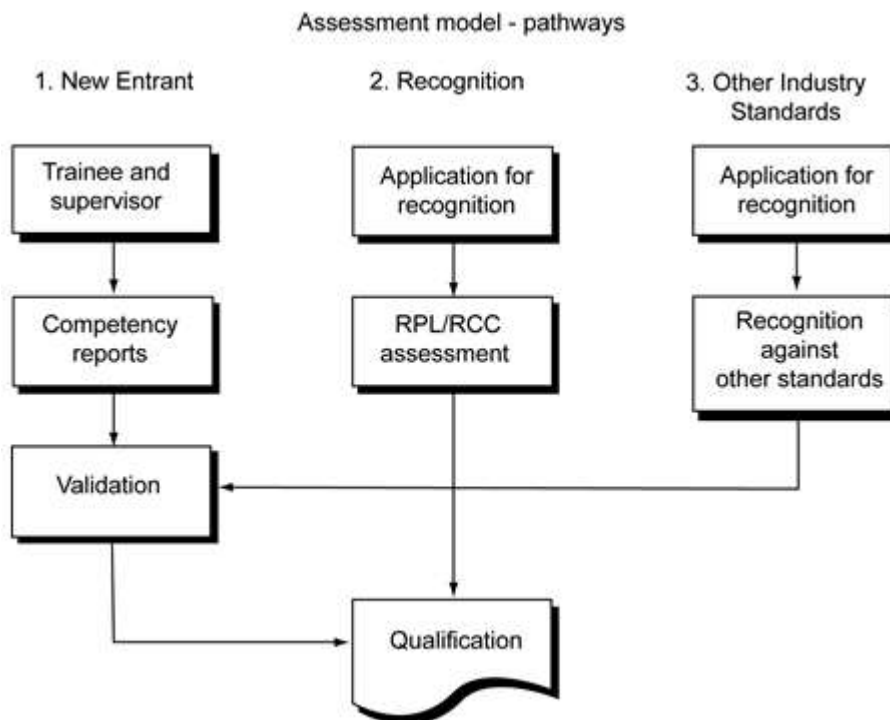 Assessment model - pathways
1. New Entrant
2. Recognition
3. Other Industry
Standards
Trainee and
supervisor
Application for
recognition
Application for
recognition
Competency
reports
RPL/RCC
assessment
Recognition
against
other standards
Validation
Qualification